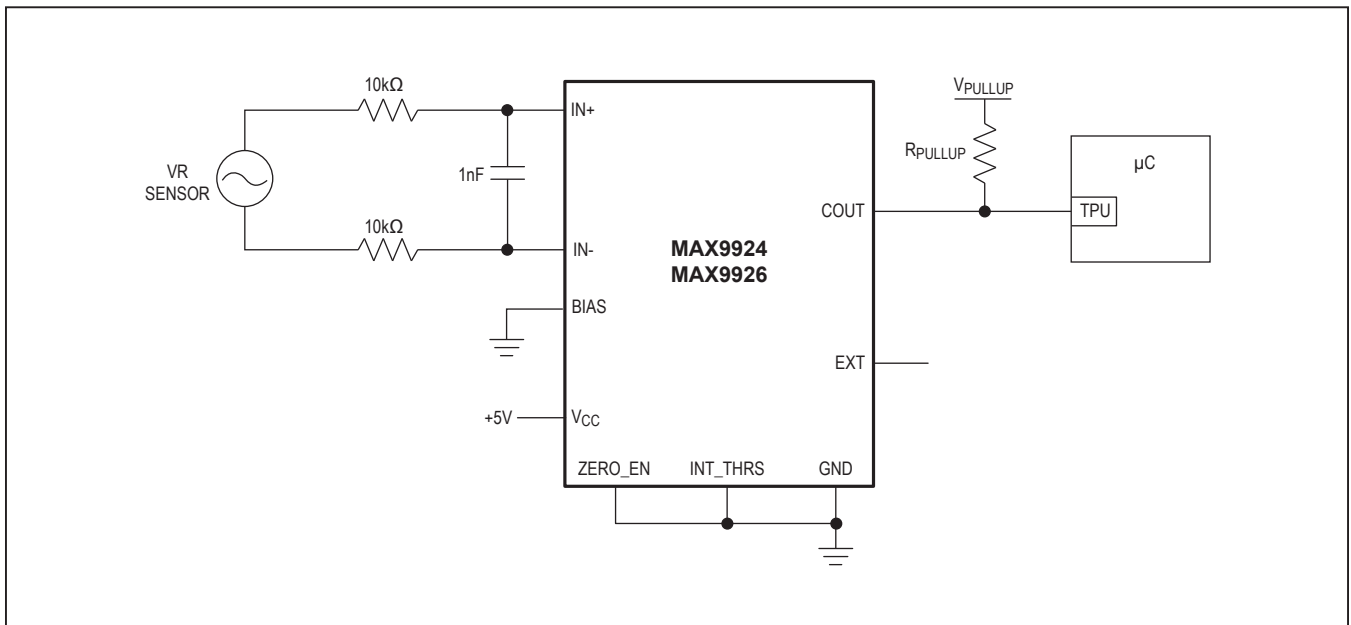 10kΩ
VR
SENSOR
1nF
10kΩ
IN+
IN-
BIAS
+5V
VCC
ZERO_EN
INT_THRS
GND
MAX9924
MAX9926
COUT
EXT
VPULLUP
RPULLUP
µC
TPU